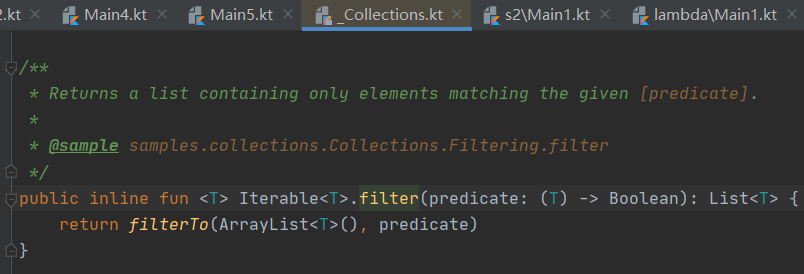 2.kt Main4.kt Main5.kt _Collections.kt s2\Main1.kt lambda\Main1.kt
/**
 * Returns a list containing only elements matching the given [predicate].
 *
 * @sample samples.collections.Collections.Filtering.filter
 */
public inline fun <T> Iterable<T>.filter(predicate: (T) -> Boolean): List<T> {
    return filterTo(ArrayList<T>(), predicate)
}